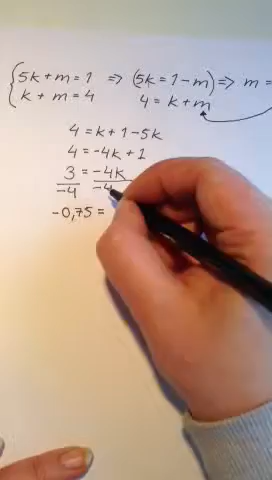 5k + m = 1 => (5k = 1 - m) => m =
k + m = 4 4 = k + m
4 = k + 1 - 5k
4 = -4k + 1
3 = -4k
-4 -4
-0,75 =